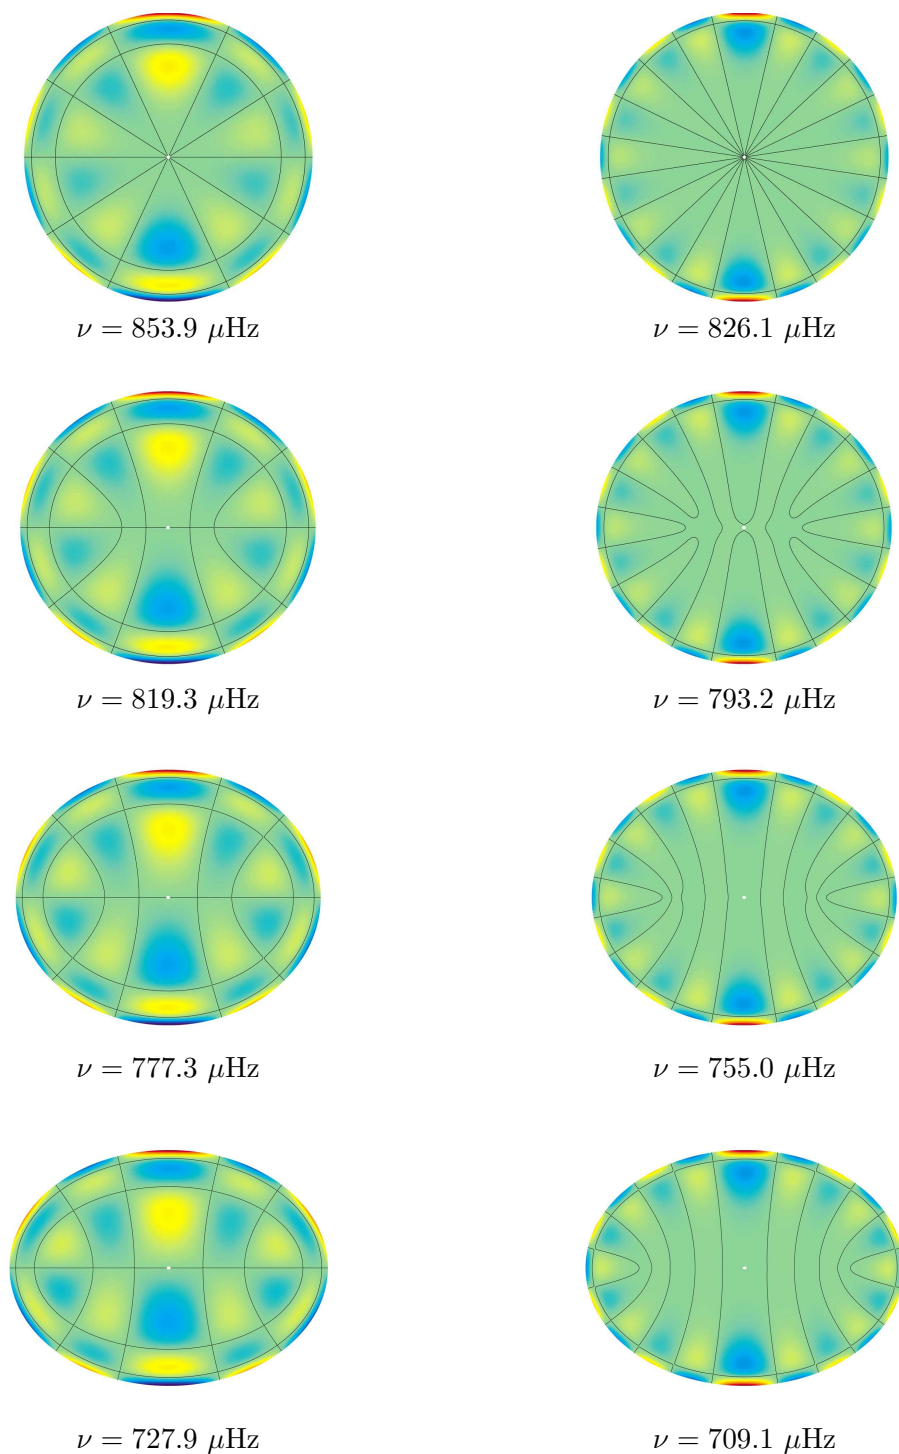 ν = 853.9 μHz
ν = 826.1 μHz
ν = 819.3 μHz
ν = 793.2 μHz
ν = 777.3 μHz
ν = 755.0 μHz
ν = 727.9 μHz
ν = 709.1 μHz